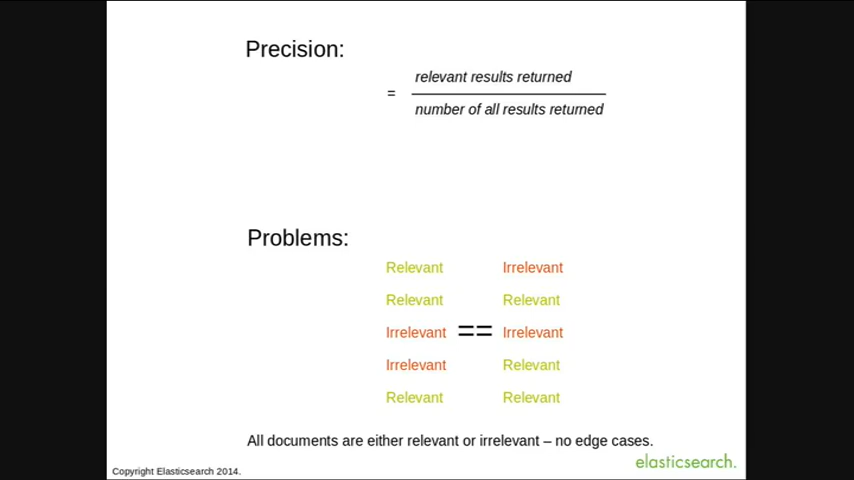 Precision:
= relevant results returned
number of all results returned
Problems:
Relevant Irrelevant
Relevant Relevant
Irrelevant == Irrelevant
Irrelevant Relevant
Relevant Relevant
All documents are either relevant or irrelevant – no edge cases.
elasticsearch.
Copyright Elasticsearch 2014.